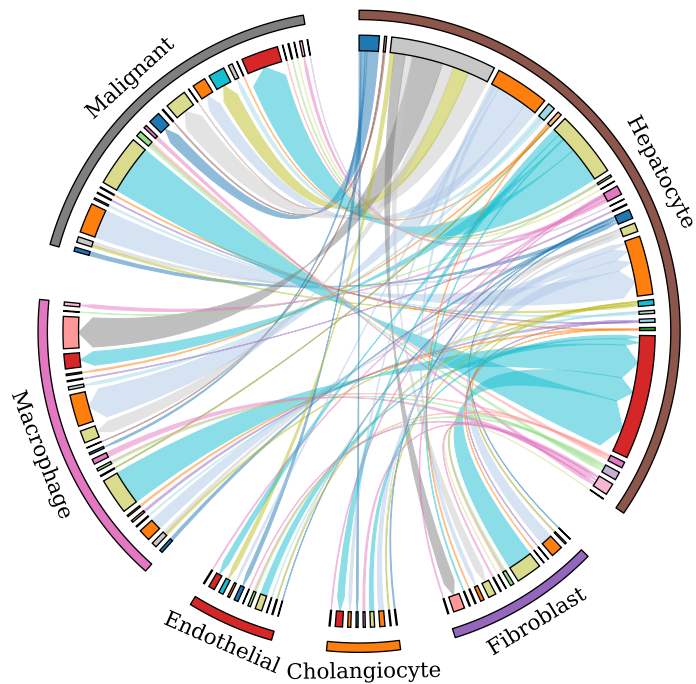 Malignant
Hepatocyte
Macrophage
Endothelial
Cholangiocyte
Fibroblast